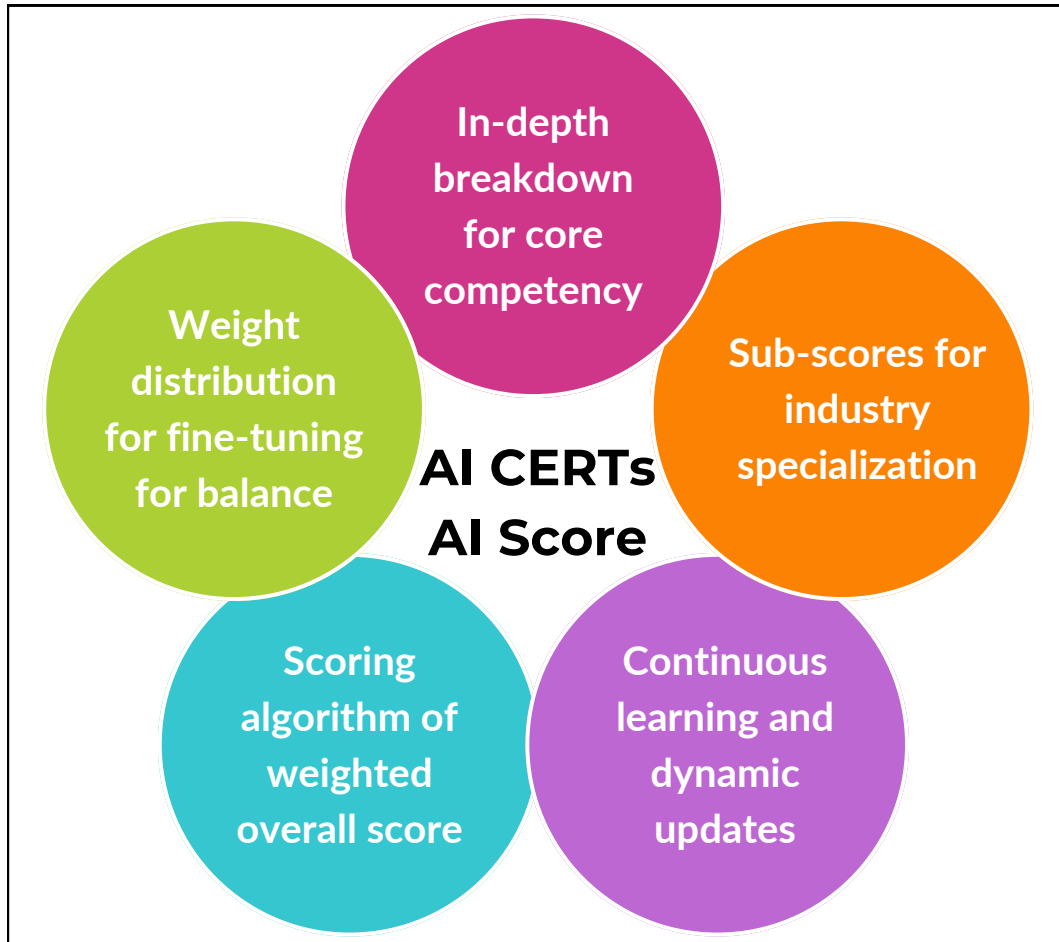 In-depth
breakdown
for core
competency
Sub-scores for
industry
specialization
Continuous
learning and
dynamic
updates
Scoring
algorithm of
weighted
overall score
Weight
distribution
for fine-tuning
for balance
AI CERTs
AI Score